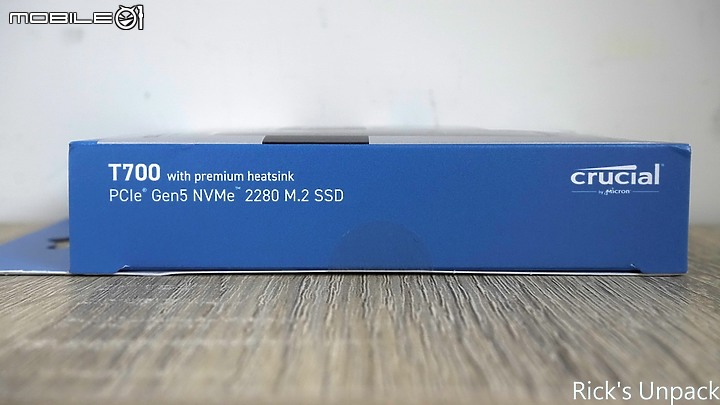 MOBILE01
T700 with premium heatsink
PCIe® Gen5 NVMe™ 2280 M.2 SSD
crucial
by Micron
Rick's Unpack